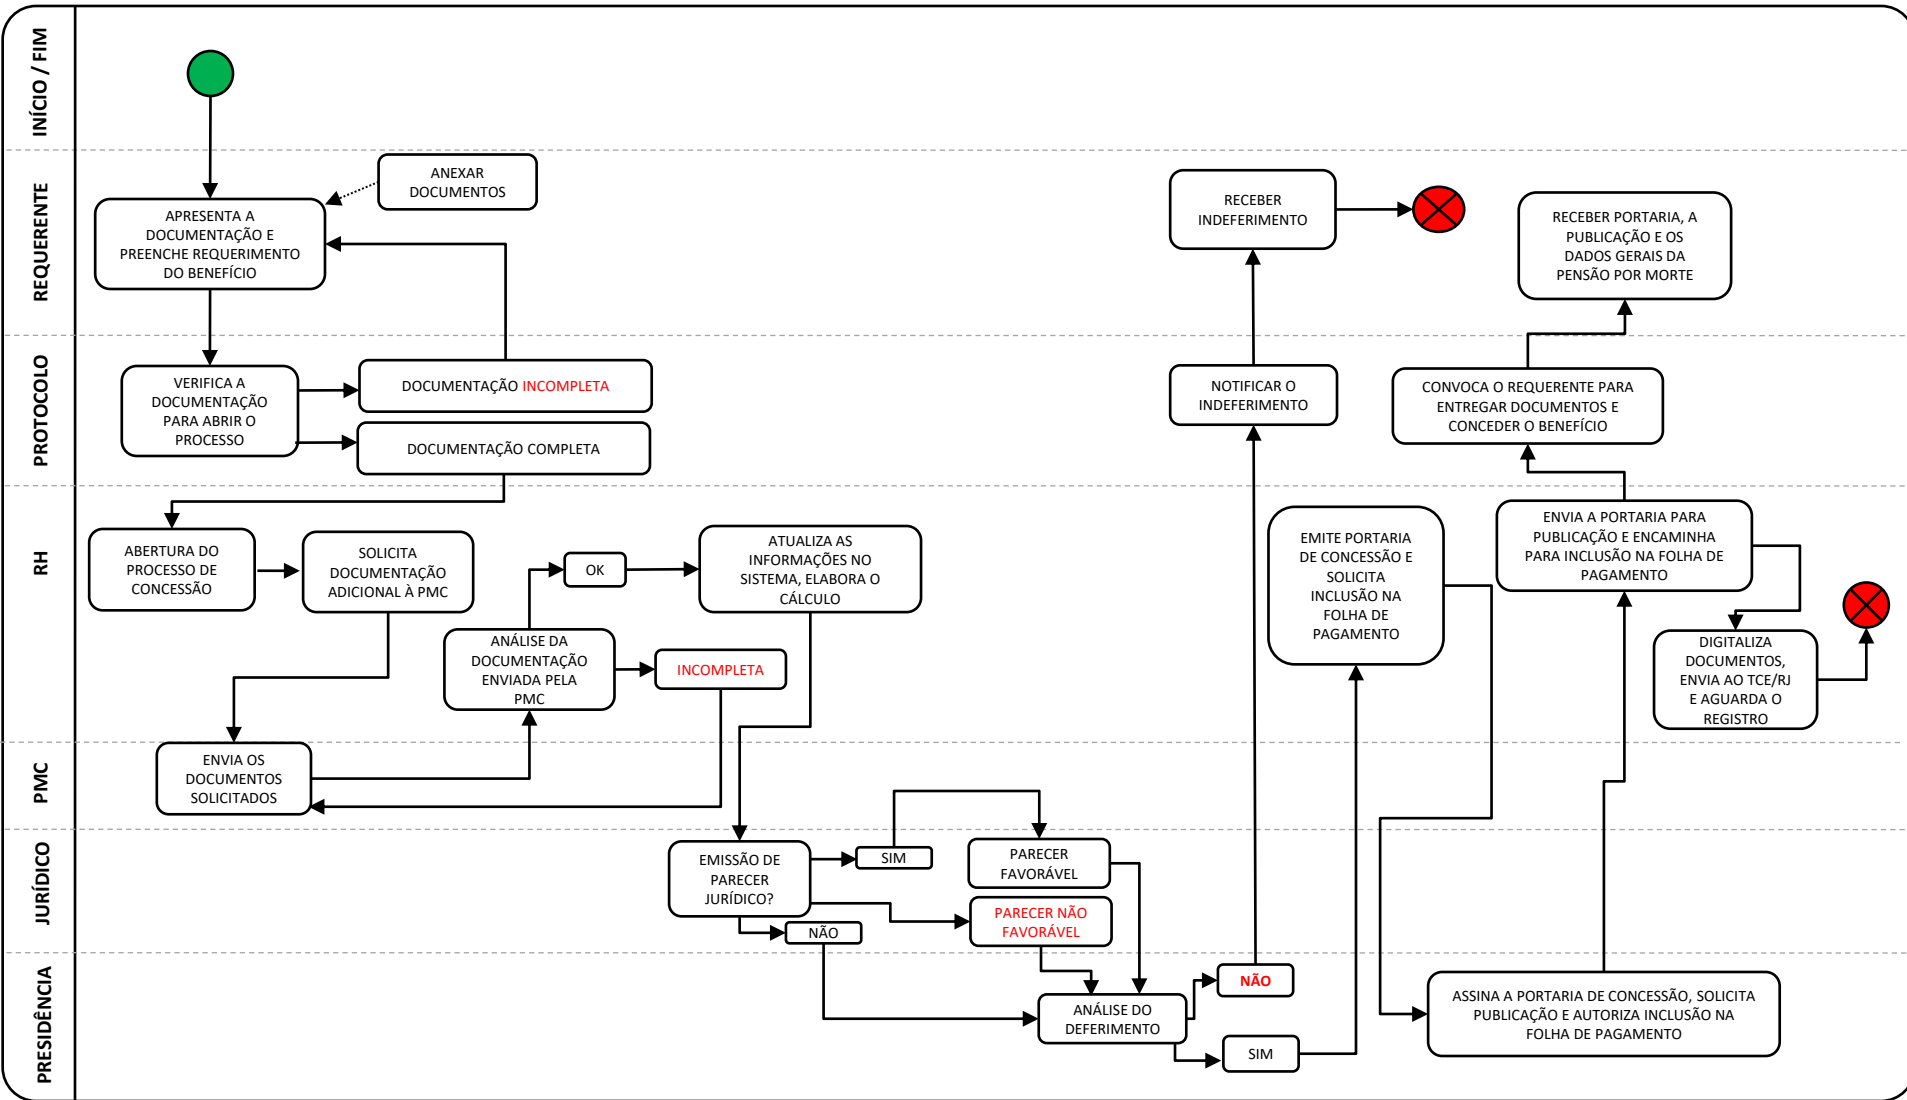 INÍCIO / FIM
REQUERENTE
ANEXAR
DOCUMENTOS
APRESENTA A
DOCUMENTAÇÃO E
PREENCHE REQUERIMENTO
DO BENEFÍCIO
RECEBER
INDEFERIMENTO
RECEBER PORTARIA, A
PUBLICAÇÃO E OS
DADOS GERAIS DA
PENSÃO POR MORTE
PROTOCOLO
VERIFICA A
DOCUMENTAÇÃO
PARA ABRIR O
PROCESSO
DOCUMENTAÇÃO INCOMPLETA
DOCUMENTAÇÃO COMPLETA
NOTIFICAR O
INDEFERIMENTO
CONVOCA O REQUERENTE PARA
ENTREGAR DOCUMENTOS E
CONCEDER O BENEFÍCIO
RH
ABERTURA DO
PROCESSO DE
CONCESSÃO
SOLICITA
DOCUMENTAÇÃO
ADICIONAL À PMC
OK
ANÁLISE DA
DOCUMENTAÇÃO
ENVIADA PELA
PMC
INCOMPLETA
ATUALIZA AS
INFORMAÇÕES NO
SISTEMA, ELABORA O
CÁLCULO
EMITE PORTARIA
DE CONCESSÃO E
SOLICITA
INCLUSÃO NA
FOLHA DE
PAGAMENTO
ENVIA A PORTARIA PARA
PUBLICAÇÃO E ENCAMINHA
PARA INCLUSÃO NA FOLHA DE
PAGAMENTO
DIGITALIZA
DOCUMENTOS,
ENVIA AO TCE/RJ
E AGUARDA O
REGISTRO
PMC
ENVIA OS
DOCUMENTOS
SOLICITADOS
JURÍDICO
EMISSÃO DE
PARECER
JURÍDICO?
SIM
NÃO
PARECER
FAVORÁVEL
PARECER NÃO
FAVORÁVEL
PRESIDÊNCIA
ANÁLISE DO
DEFERIMENTO
NÃO
SIM
ASSINA A PORTARIA DE CONCESSÃO, SOLICITA
PUBLICAÇÃO E AUTORIZA INCLUSÃO NA
FOLHA DE PAGAMENTO